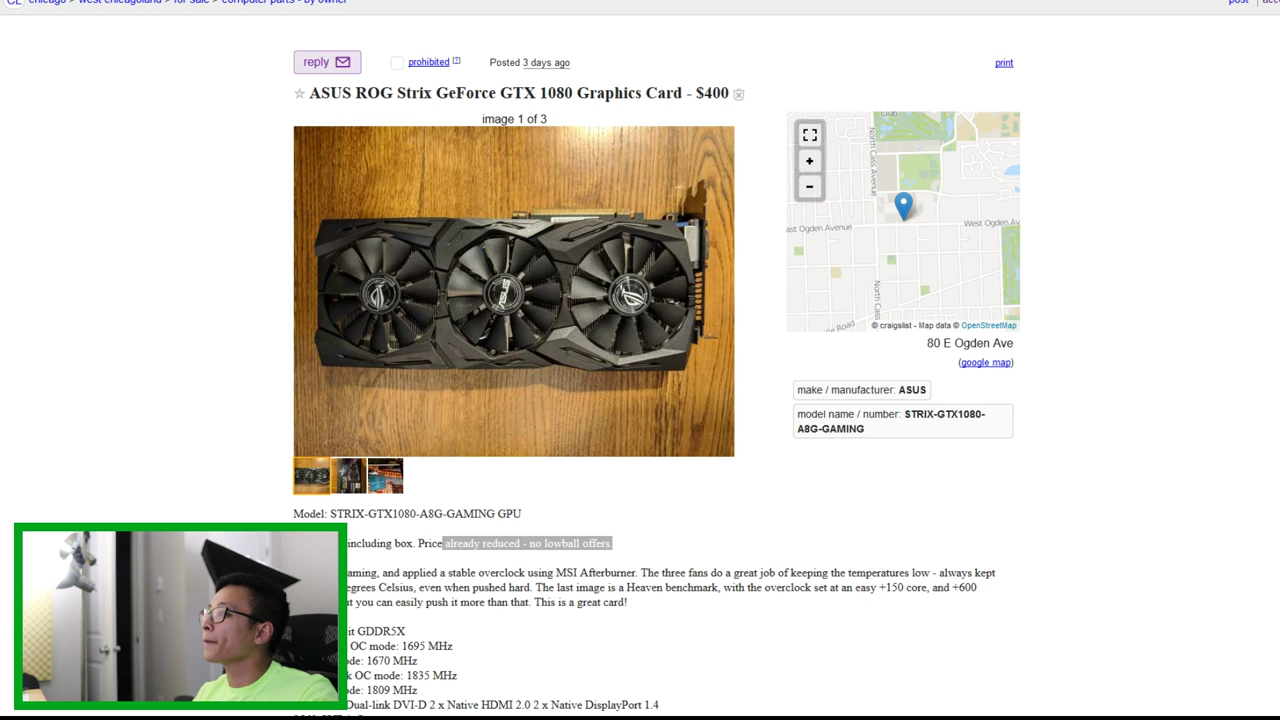 CL chicago > west chicagoland > for sale > computer parts - by owner
post
reply
prohibited [?]
Posted 3 days ago
print
ASUS ROG Strix GeForce GTX 1080 Graphics Card - $400
image 1 of 3
ASUS
North Cass Avenue
West Ogden Av
ast Ogden Avenue
North Cass
© craigslist - Map data © OpenStreetMap
80 E Ogden Ave
(google map)
make / manufacturer: ASUS
model name / number: STRIX-GTX1080-
A8G-GAMING
Model: STRIX-GTX1080-A8G-GAMING GPU
including box. Price already reduced - no lowball offers.
aming, and applied a stable overclock using MSI Afterburner. The three fans do a great job of keeping the temperatures low - always kept
egrees Celsius, even when pushed hard. The last image is a Heaven benchmark, with the overclock set at an easy +150 core, and +600
t you can easily push it more than that. This is a great card!
it GDDR5X
OC mode: 1695 MHz
de: 1670 MHz
k OC mode: 1835 MHz
de: 1809 MHz
Dual-link DVI-D 2 x Native HDMI 2.0 2 x Native DisplayPort 1.4